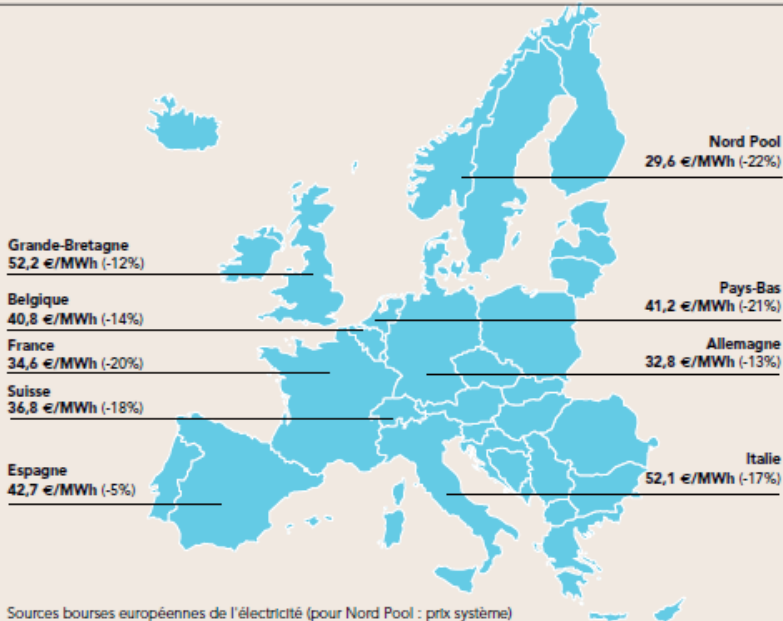 Nord Pool
29,6 €/MWh (-22%)
Grande-Bretagne
52,2 €/MWh (-12%)
Belgique
40,8 €/MWh (-14%)
France
34,6 €/MWh (-20%)
Suisse
36,8 €/MWh (-18%)
Espagne
42,7 €/MWh (-5%)
Pays-Bas
41,2 €/MWh (-21%)
Allemagne
32,8 €/MWh (-13%)
Italie
52,1 €/MWh (-17%)
Sources bourses européennes de l'électricité (pour Nord Pool : prix système)